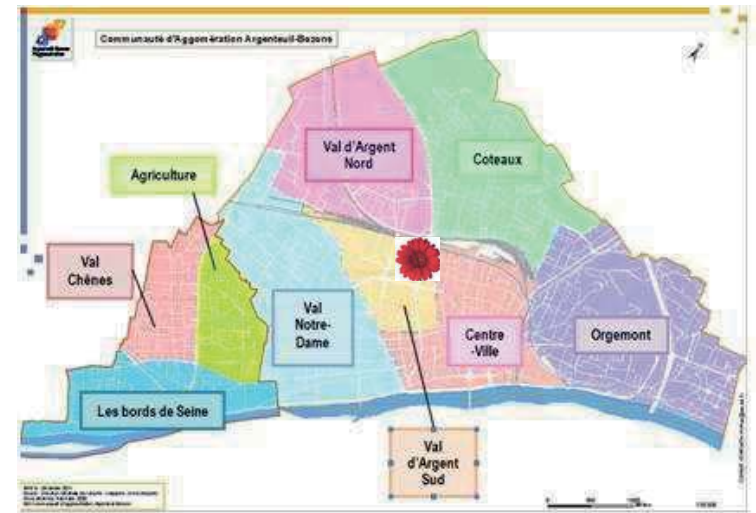 Communauté d'Agglomération Argenteuil-Bezons
Val d'Argent
Nord
Coteaux
Agriculture
Val
Chênes
Val
Notre-
Dame
Centre
-Ville
Orgemont
Les bords de Seine
Val
d'Argent
Sud